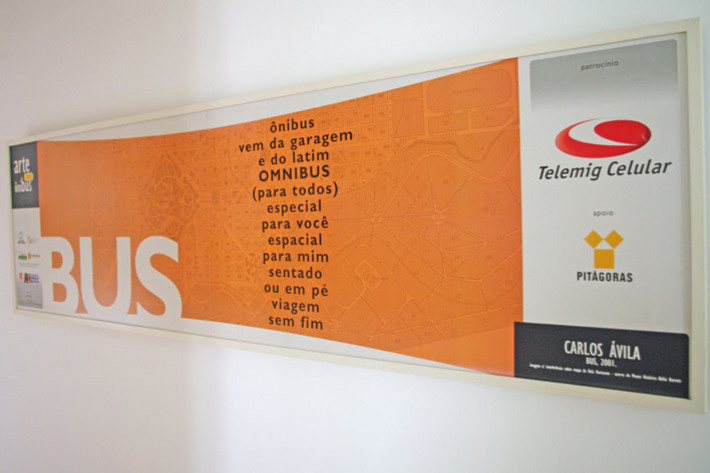 arte
no
ônibus
BUS
ônibus
vem da garagem
e do latim
OMNIBUS
(para todos)
especial
para você
espacial
para mim
sentado
ou em pé
viagem
sem fim
patrocínio
Telemig Celular
apoio
PITÁGORAS
CARLOS ÁVILA
BUS, 2001.